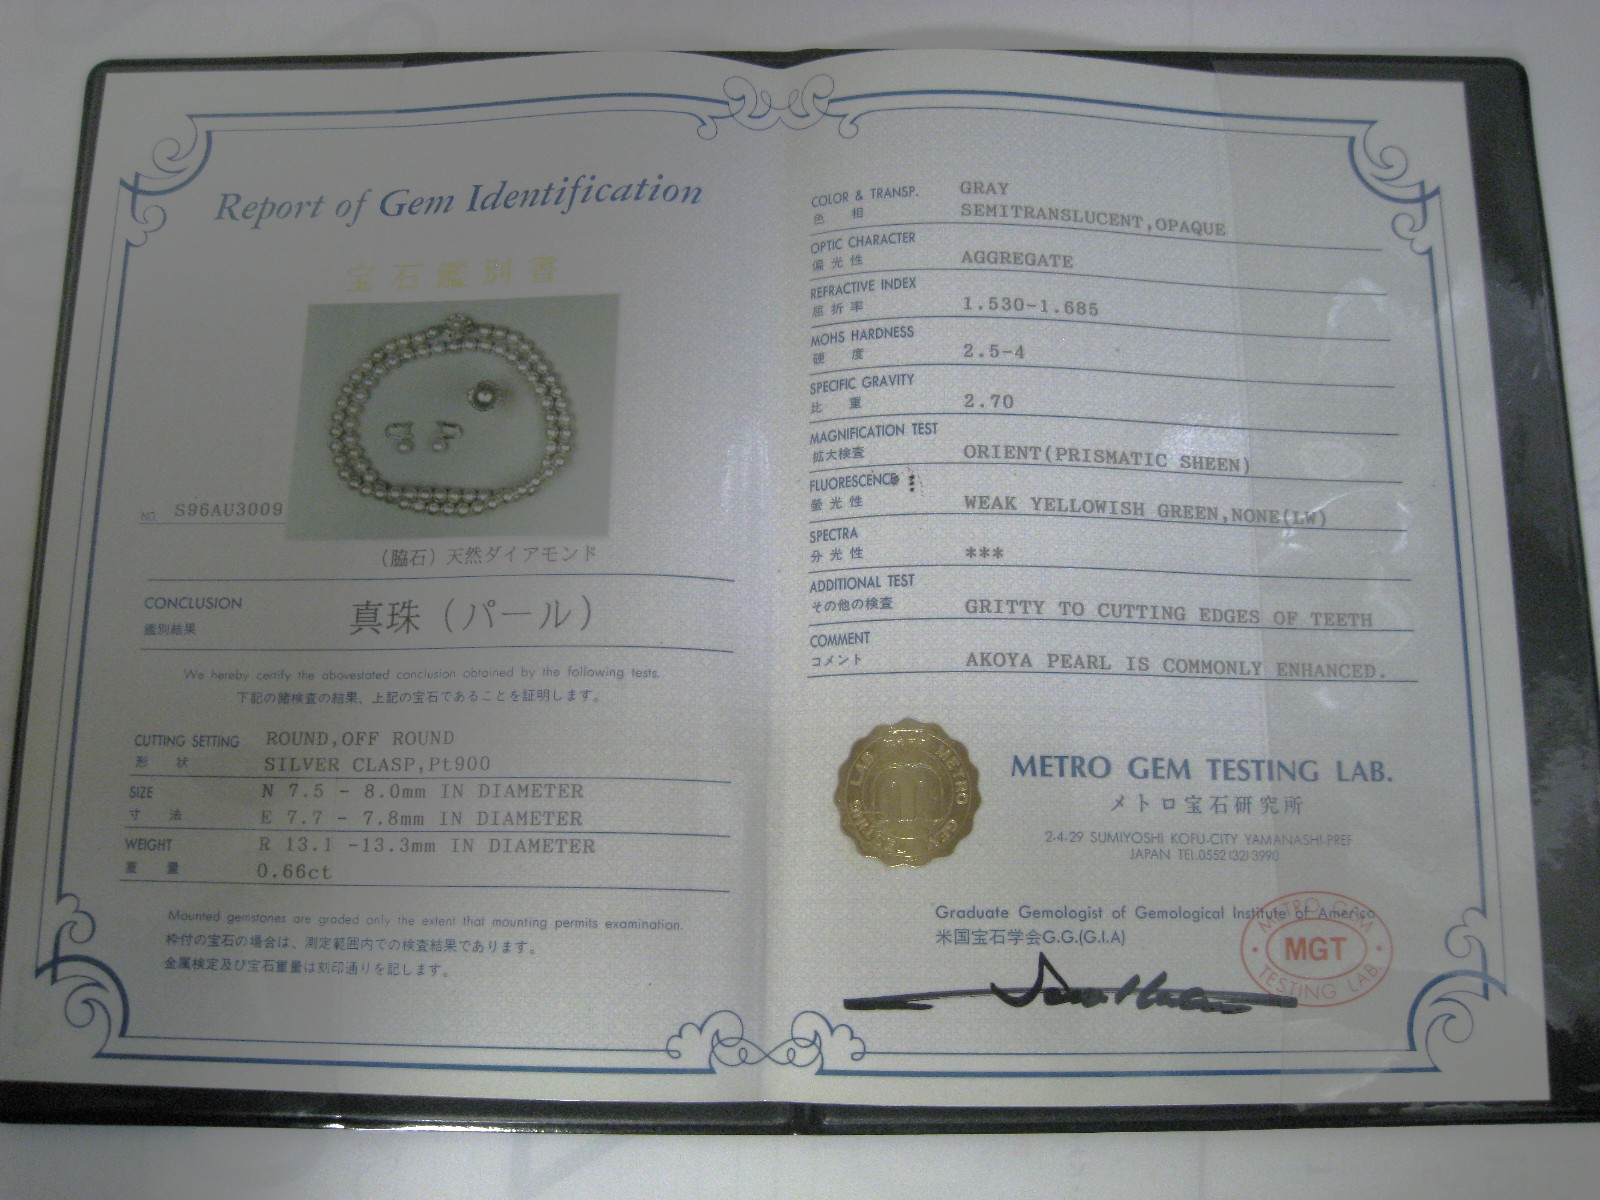 Report of Gem Identification
宝石鑑別書
NO. S96AU3009
(脇石)天然ダイアモンド
CONCLUSION
鑑別結果
真珠(パール)
We hereby certify the abovestated conclusion obtained by the following tests.
下記の諸検査の結果、上記の宝石であることを証明します。
CUTTING SETTING ROUND,OFF ROUND
形状 SILVER CLASP,Pt900
SIZE N 7.5 - 8.0mm IN DIAMETER
寸法 E 7.7 - 7.8mm IN DIAMETER
WEIGHT R 13.1 -13.3mm IN DIAMETER
重量 0.66ct
Mounted gemstones are graded only the extent that mounting permits examination.
枠付の宝石の場合は、測定範囲内での検査結果であります。
金属検定及び宝石重量は刻印通りを記します。
COLOR & TRANSP. GRAY
色相 SEMITRANSLUCENT,OPAQUE
OPTIC CHARACTER
偏光性 AGGREGATE
REFRACTIVE INDEX
屈折率 1.530-1.685
MOHS HARDNESS
硬度 2.5-4
SPECIFIC GRAVITY
比重 2.70
MAGNIFICATION TEST
拡大検査 ORIENT(PRISMATIC SHEEN)
FLUORESCENCE
螢光性 WEAK YELLOWISH GREEN,NONE(LW)
SPECTRA
分光性 ***
ADDITIONAL TEST
その他の検査 GRITTY TO CUTTING EDGES OF TEETH
COMMENT
コメント AKOYA PEARL IS COMMONLY ENHANCED.
METRO GEM TESTING LAB.
メトロ宝石研究所
2-4-29 SUMIYOSHI KOFU-CITY YAMANASHI-PREF
JAPAN TEL.0552(32)3990
Graduate Gemologist of Gemological Institute of America
米国宝石学会G.G.(G.I.A)
METRO GEM
MGT
TESTING LAB.